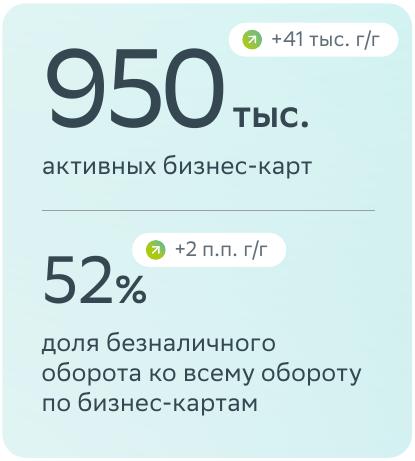 +41 тыс. г/г
950 тыс.
активных бизнес-карт
+2 п.п. г/г
52%
доля безналичного
оборота ко всему обороту
по бизнес-картам